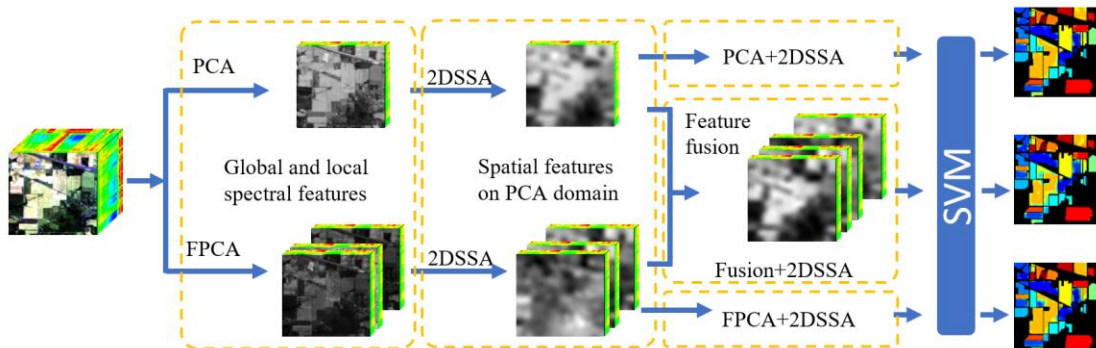 PCA
2DSSA
PCA+2DSSA
Global and local
spectral features
Spatial features
on PCA domain
Feature
fusion
SVM
FPCA
2DSSA
Fusion+2DSSA
FPCA+2DSSA